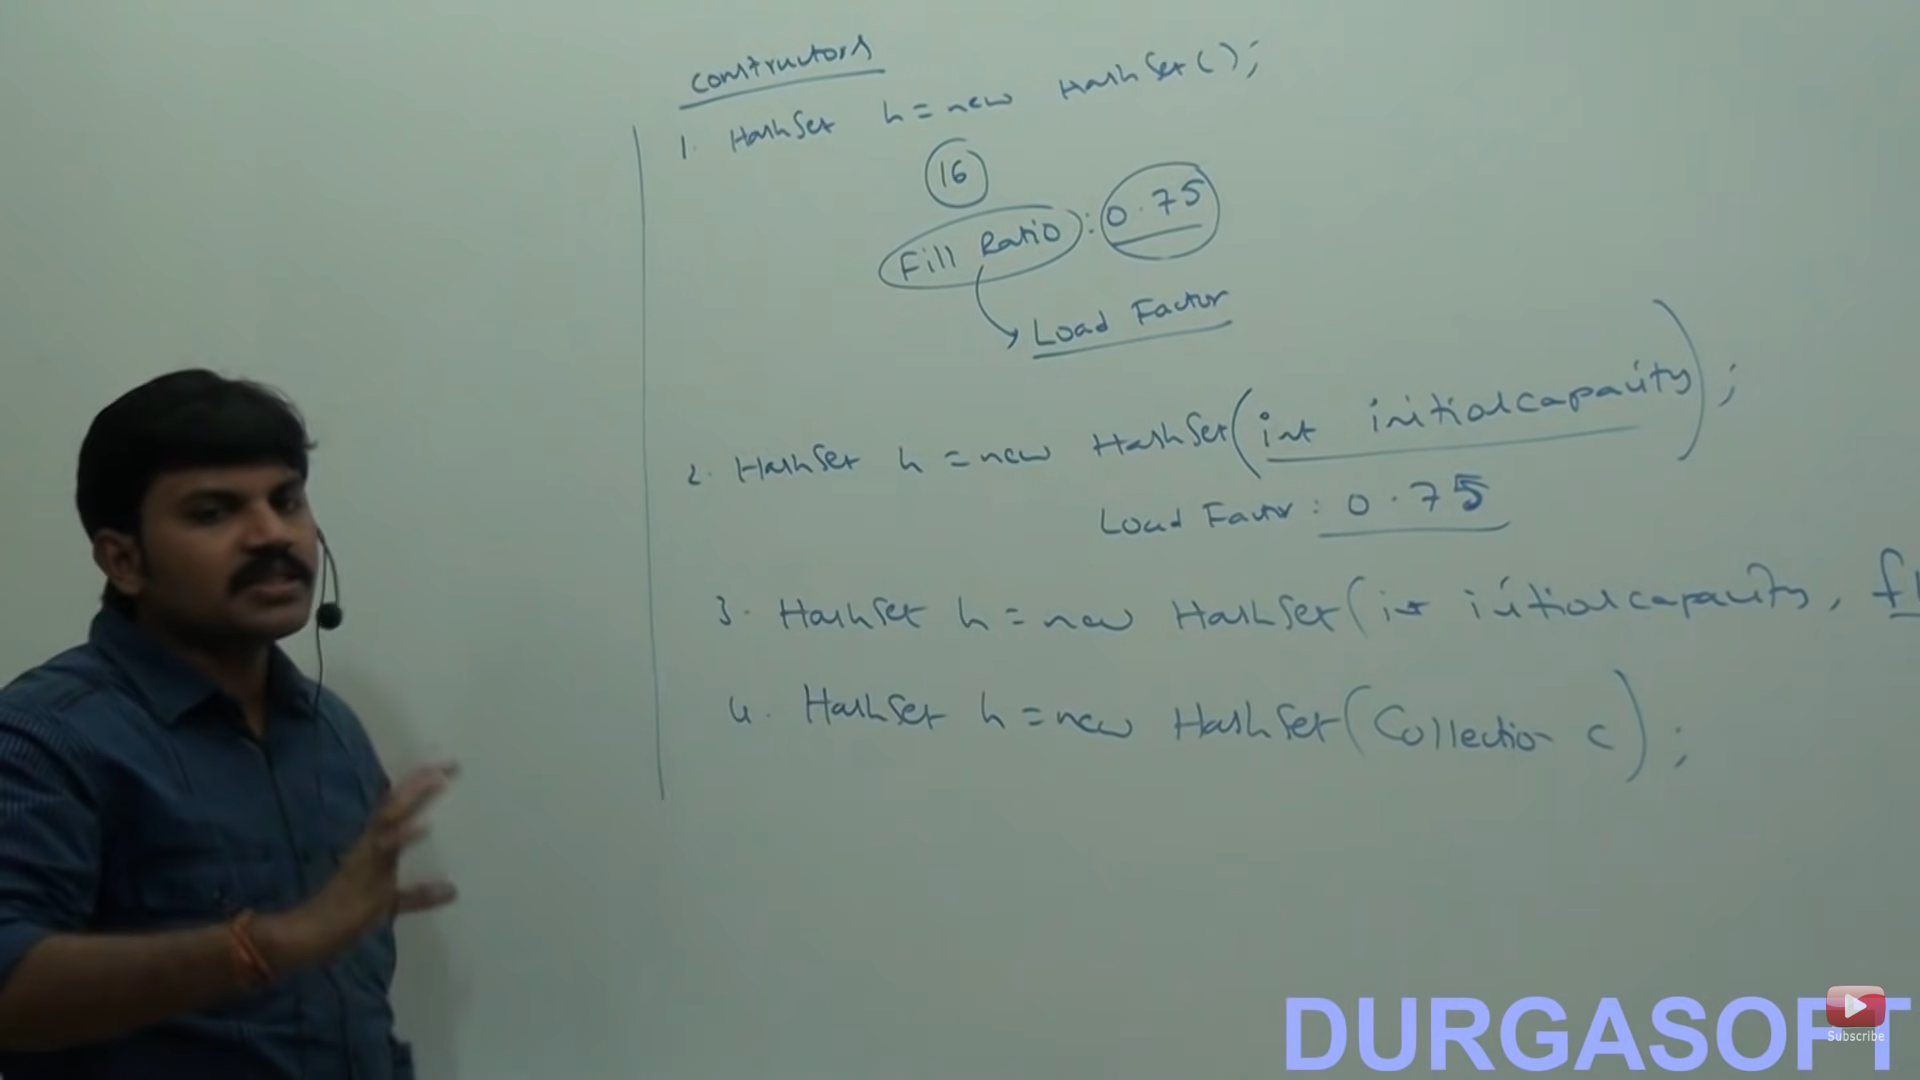 constructors
1. HashSet h = new HashSet();
16
Fill Ratio : 0.75
Load Factor
2. HashSet h = new HashSet(int initialcapacity);
Load Factor : 0.75
3. HashSet h = new HashSet(int initialcapacity, fl
4. HashSet h = new HashSet(Collection c);
DURGASOFT
Subscribe